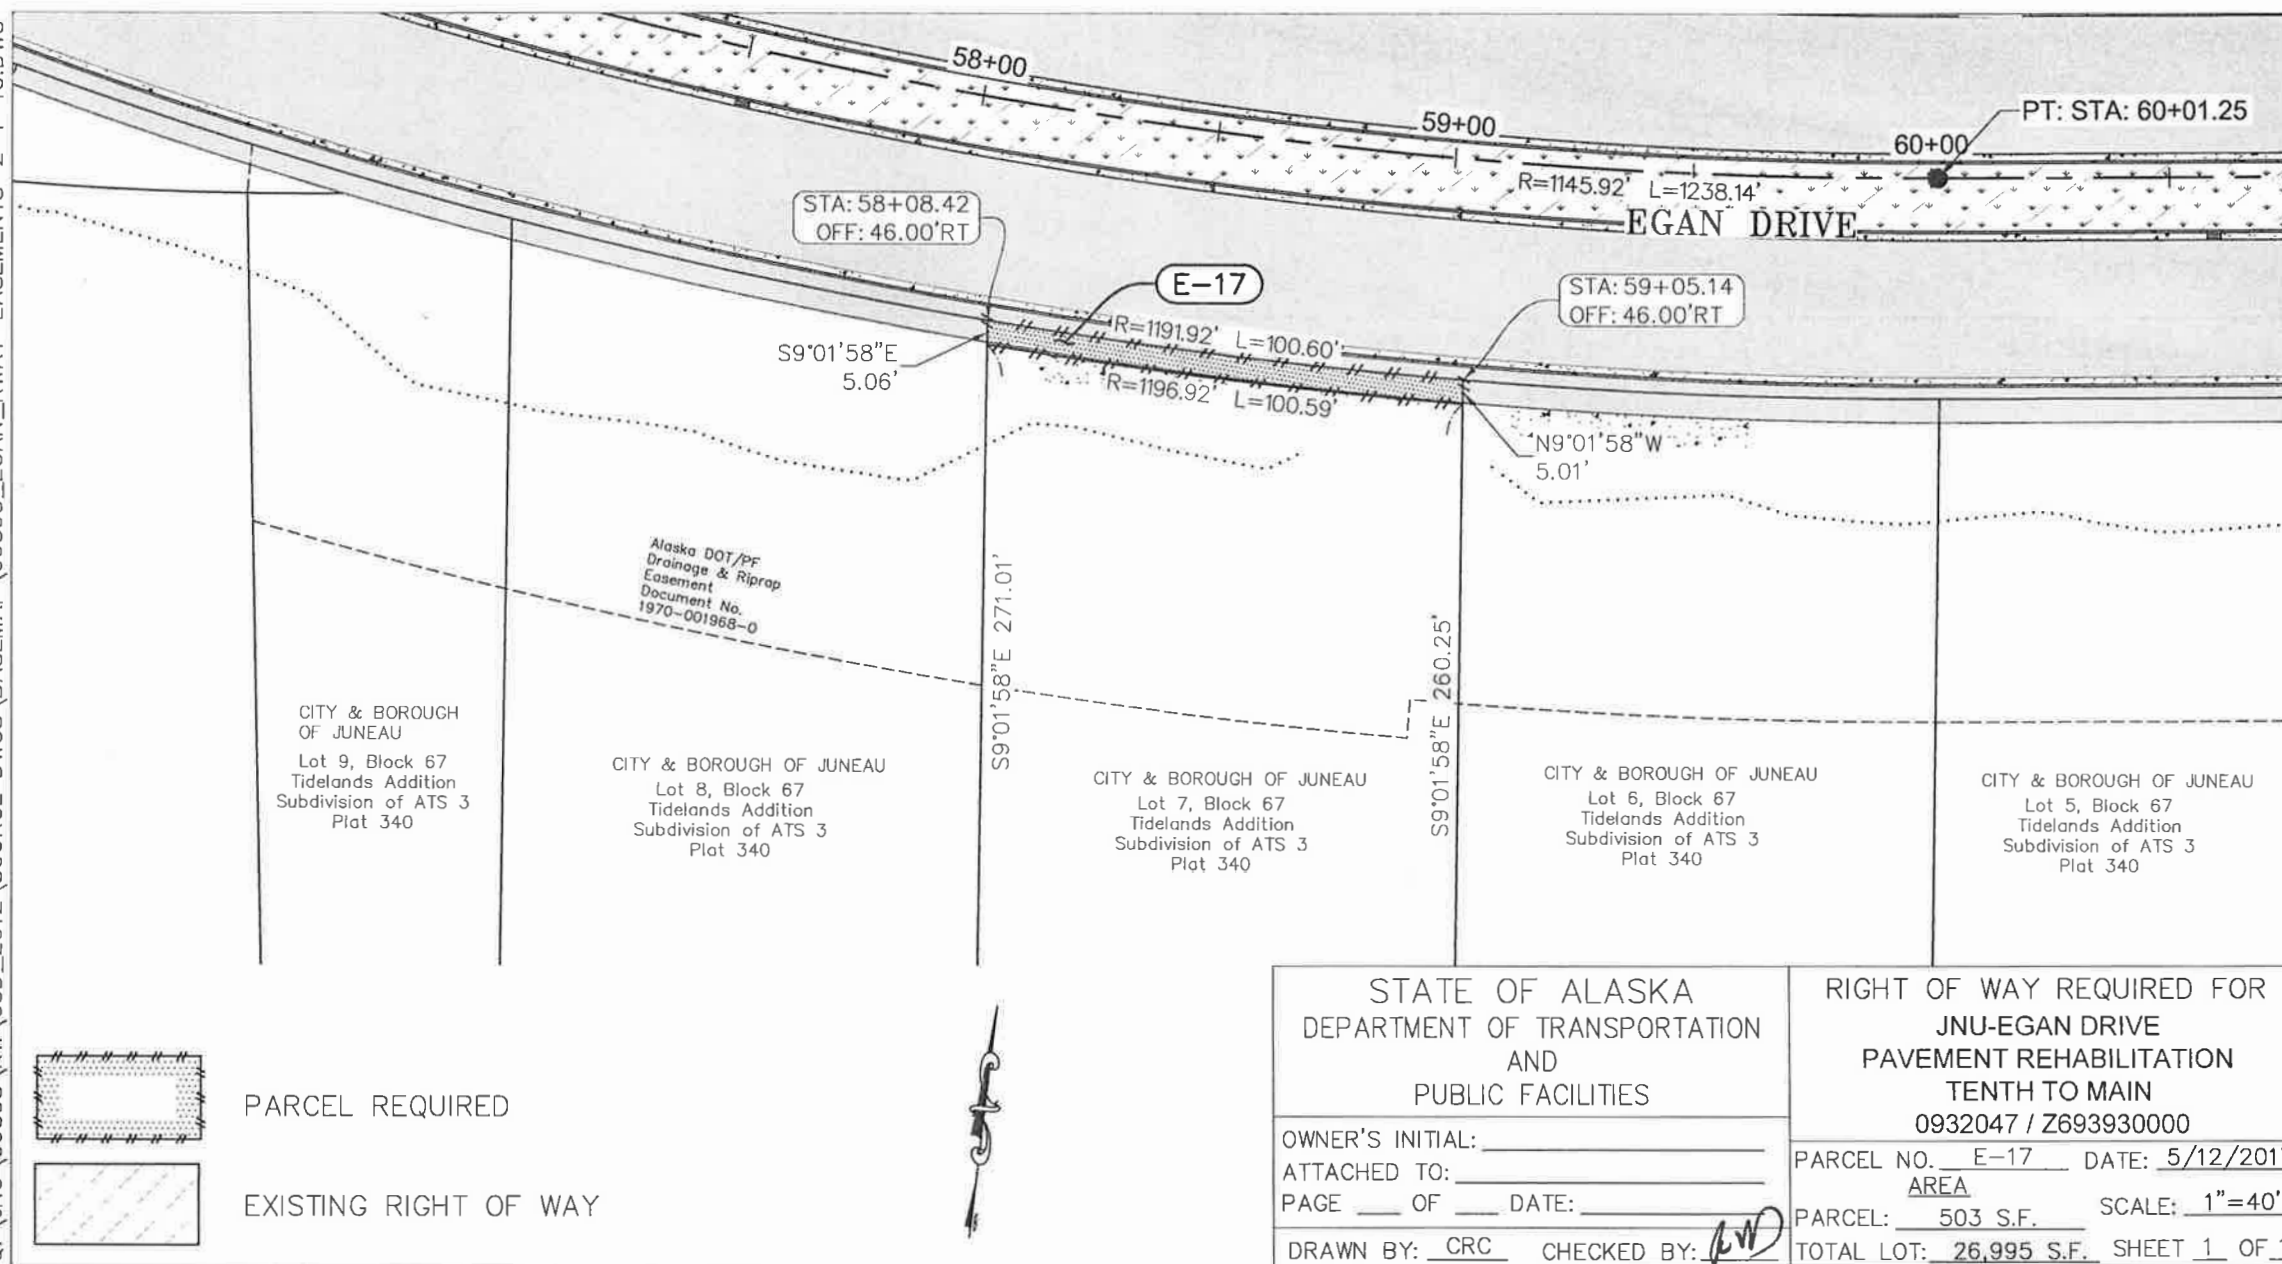 58+00
59+00
60+00
PT: STA: 60+01.25
R=1145.92' L=1238.14'
EGAN DRIVE
STA: 58+08.42
OFF: 46.00'RT
E-17
STA: 59+05.14
OFF: 46.00'RT
R=1191.92' L=100.60'
S9°01'58"E
5.06'
R=1196.92' L=100.59'
N9°01'58"W
5.01'
Alaska DOT/PF
Drainage & Riprap
Easement
Document No.
1970-001968-0
S9°01'58"E 271.01'
S9°01'58"E 260.25'
CITY & BOROUGH
OF JUNEAU
Lot 9, Block 67
Tidelands Addition
Subdivision of ATS 3
Plat 340
CITY & BOROUGH OF JUNEAU
Lot 8, Block 67
Tidelands Addition
Subdivision of ATS 3
Plat 340
CITY & BOROUGH OF JUNEAU
Lot 7, Block 67
Tidelands Addition
Subdivision of ATS 3
Plat 340
CITY & BOROUGH OF JUNEAU
Lot 6, Block 67
Tidelands Addition
Subdivision of ATS 3
Plat 340
CITY & BOROUGH OF JUNEAU
Lot 5, Block 67
Tidelands Addition
Subdivision of ATS 3
Plat 340
PARCEL REQUIRED
EXISTING RIGHT OF WAY
STATE OF ALASKA
DEPARTMENT OF TRANSPORTATION
AND
PUBLIC FACILITIES
OWNER'S INITIAL:
ATTACHED TO:
PAGE OF DATE:
DRAWN BY: CRC CHECKED BY:
RIGHT OF WAY REQUIRED FOR
JNU-EGAN DRIVE
PAVEMENT REHABILITATION
TENTH TO MAIN
0932047 / Z693930000
PARCEL NO. E-17 DATE: 5/12/201
AREA
PARCEL: 503 S.F. SCALE: 1"=40'
TOTAL LOT: 26,995 S.F. SHEET 1 OF